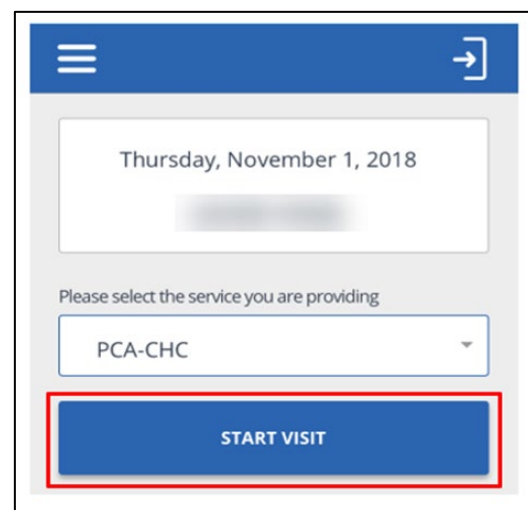 Thursday, November 1, 2018
Please select the service you are providing
PCA-CHC
START VISIT